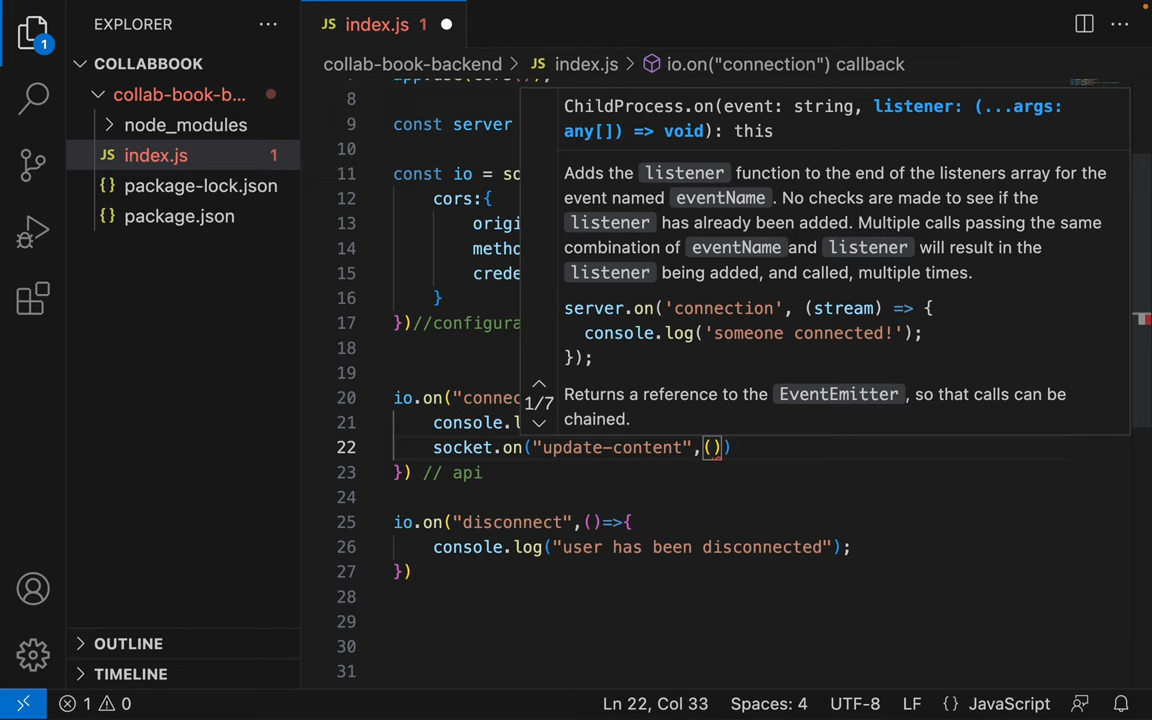 EXPLORER
JS index.js 1
1
COLLABBOOK
collab-book-backend > JS index.js > io.on("connection") callback
collab-book-b...
node_modules
JS index.js 1
{} package-lock.json
{} package.json
8
9 const server
10
11 const io = so
12 cors:{
13 origi
14 metho
15 crede
16 }
17 })//configura
18
19
20 io.on("connec
21 console.l
22 socket.on("update-content",())
23 }) // api
24
25 io.on("disconnect",()=>{
26 console.log("user has been disconnected");
27 })
28
29
30
31
ChildProcess.on(event: string, listener: (...args:
any[]) => void): this
Adds the listener function to the end of the listeners array for the
event named eventName. No checks are made to see if the
listener has already been added. Multiple calls passing the same
combination of eventName and listener will result in the
listener being added, and called, multiple times.
server.on('connection', (stream) => {
console.log('someone connected!');
});
1/7
Returns a reference to the EventEmitter, so that calls can be
chained.
OUTLINE
TIMELINE
1 0 Ln 22, Col 33 Spaces: 4 UTF-8 LF {} JavaScript